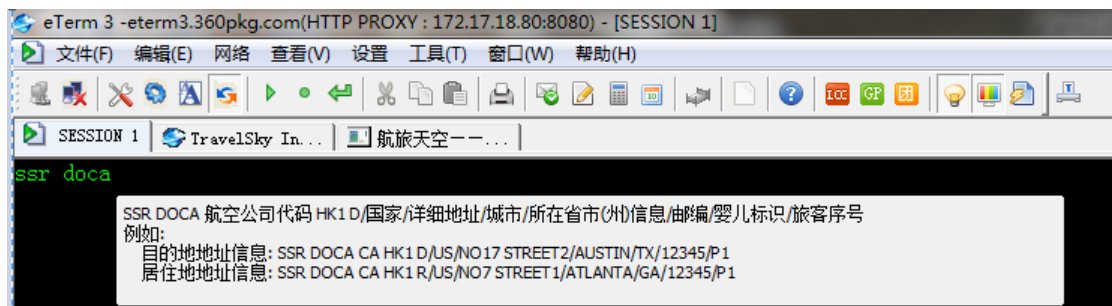 eTerm 3 -eterm3.360pkg.com(HTTP PROXY : 172.17.18.80:8080) - [SESSION 1]
文件(F) 编辑(E) 网络 查看(V) 设置 工具(T) 窗口(W) 帮助(H)
ICC GP 团
SESSION 1 TravelSky In... 航旅天空一一...
ssr doca
SSR DOCA 航空公司代码 HK1 D/国家/详细地址/城市/所在省市(州)信息/邮编/婴儿标识/旅客序号
例如:
目的地地址信息: SSR DOCA CA HK1 D/US/NO17 STREET2/AUSTIN/TX/12345/P1
居住地地址信息: SSR DOCA CA HK1 R/US/NO7 STREET1/ATLANTA/GA/12345/P1